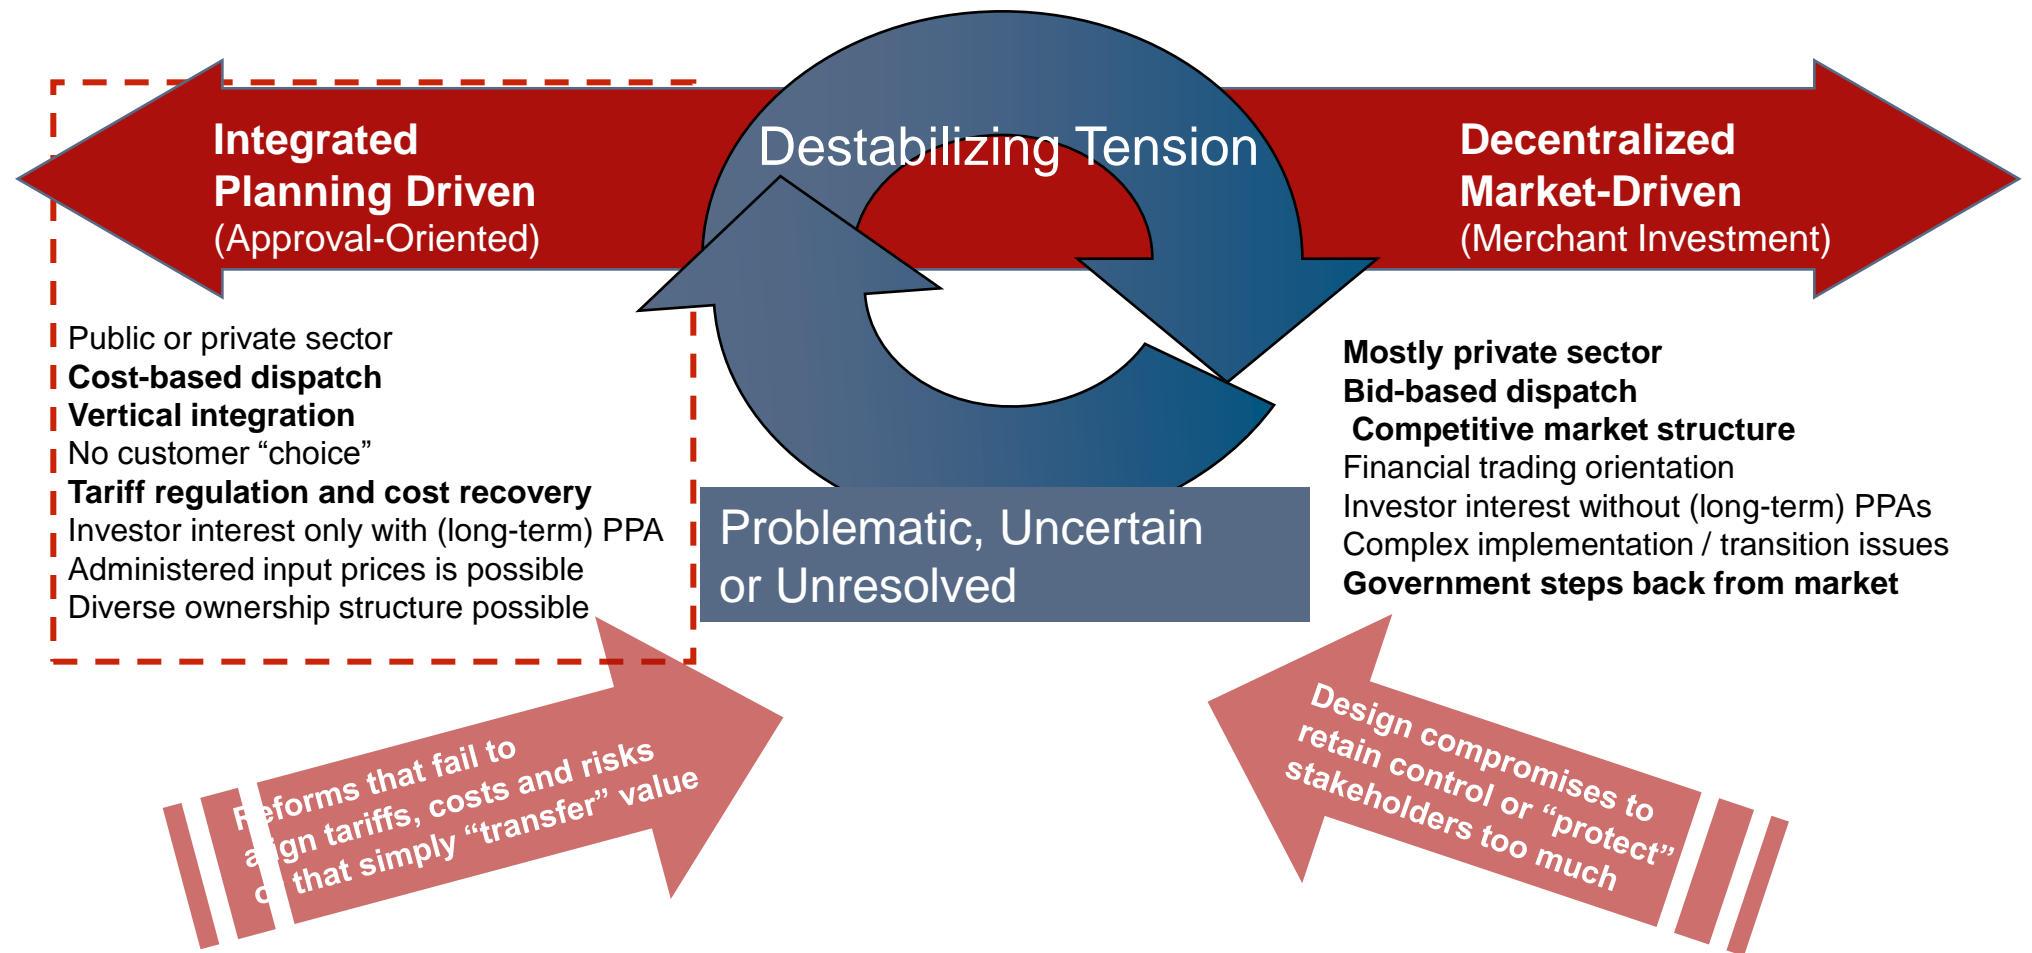 Integrated
Planning Driven
(Approval-Oriented)
Destabilizing Tension
Decentralized
Market-Driven
(Merchant Investment)
Public or private sector
Cost-based dispatch
Vertical integration
No customer “choice”
Tariff regulation and cost recovery
Investor interest only with (long-term) PPA
Administered input prices is possible
Diverse ownership structure possible
Problematic, Uncertain
or Unresolved
Mostly private sector
Bid-based dispatch
Competitive market structure
Financial trading orientation
Investor interest without (long-term) PPAs
Complex implementation / transition issues
Government steps back from market
Reforms that fail to
align tariffs, costs and risks
or that simply “transfer” value
Design compromises to
retain control or “protect”
stakeholders too much